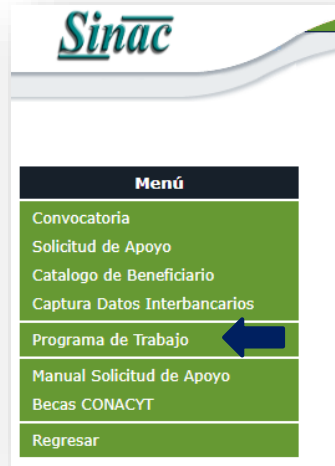 Sinac
Menú
Convocatoria
Solicitud de Apoyo
Catalogo de Beneficiario
Captura Datos Interbancarios
Programa de Trabajo
Manual Solicitud de Apoyo
Becas CONACYT
Regresar